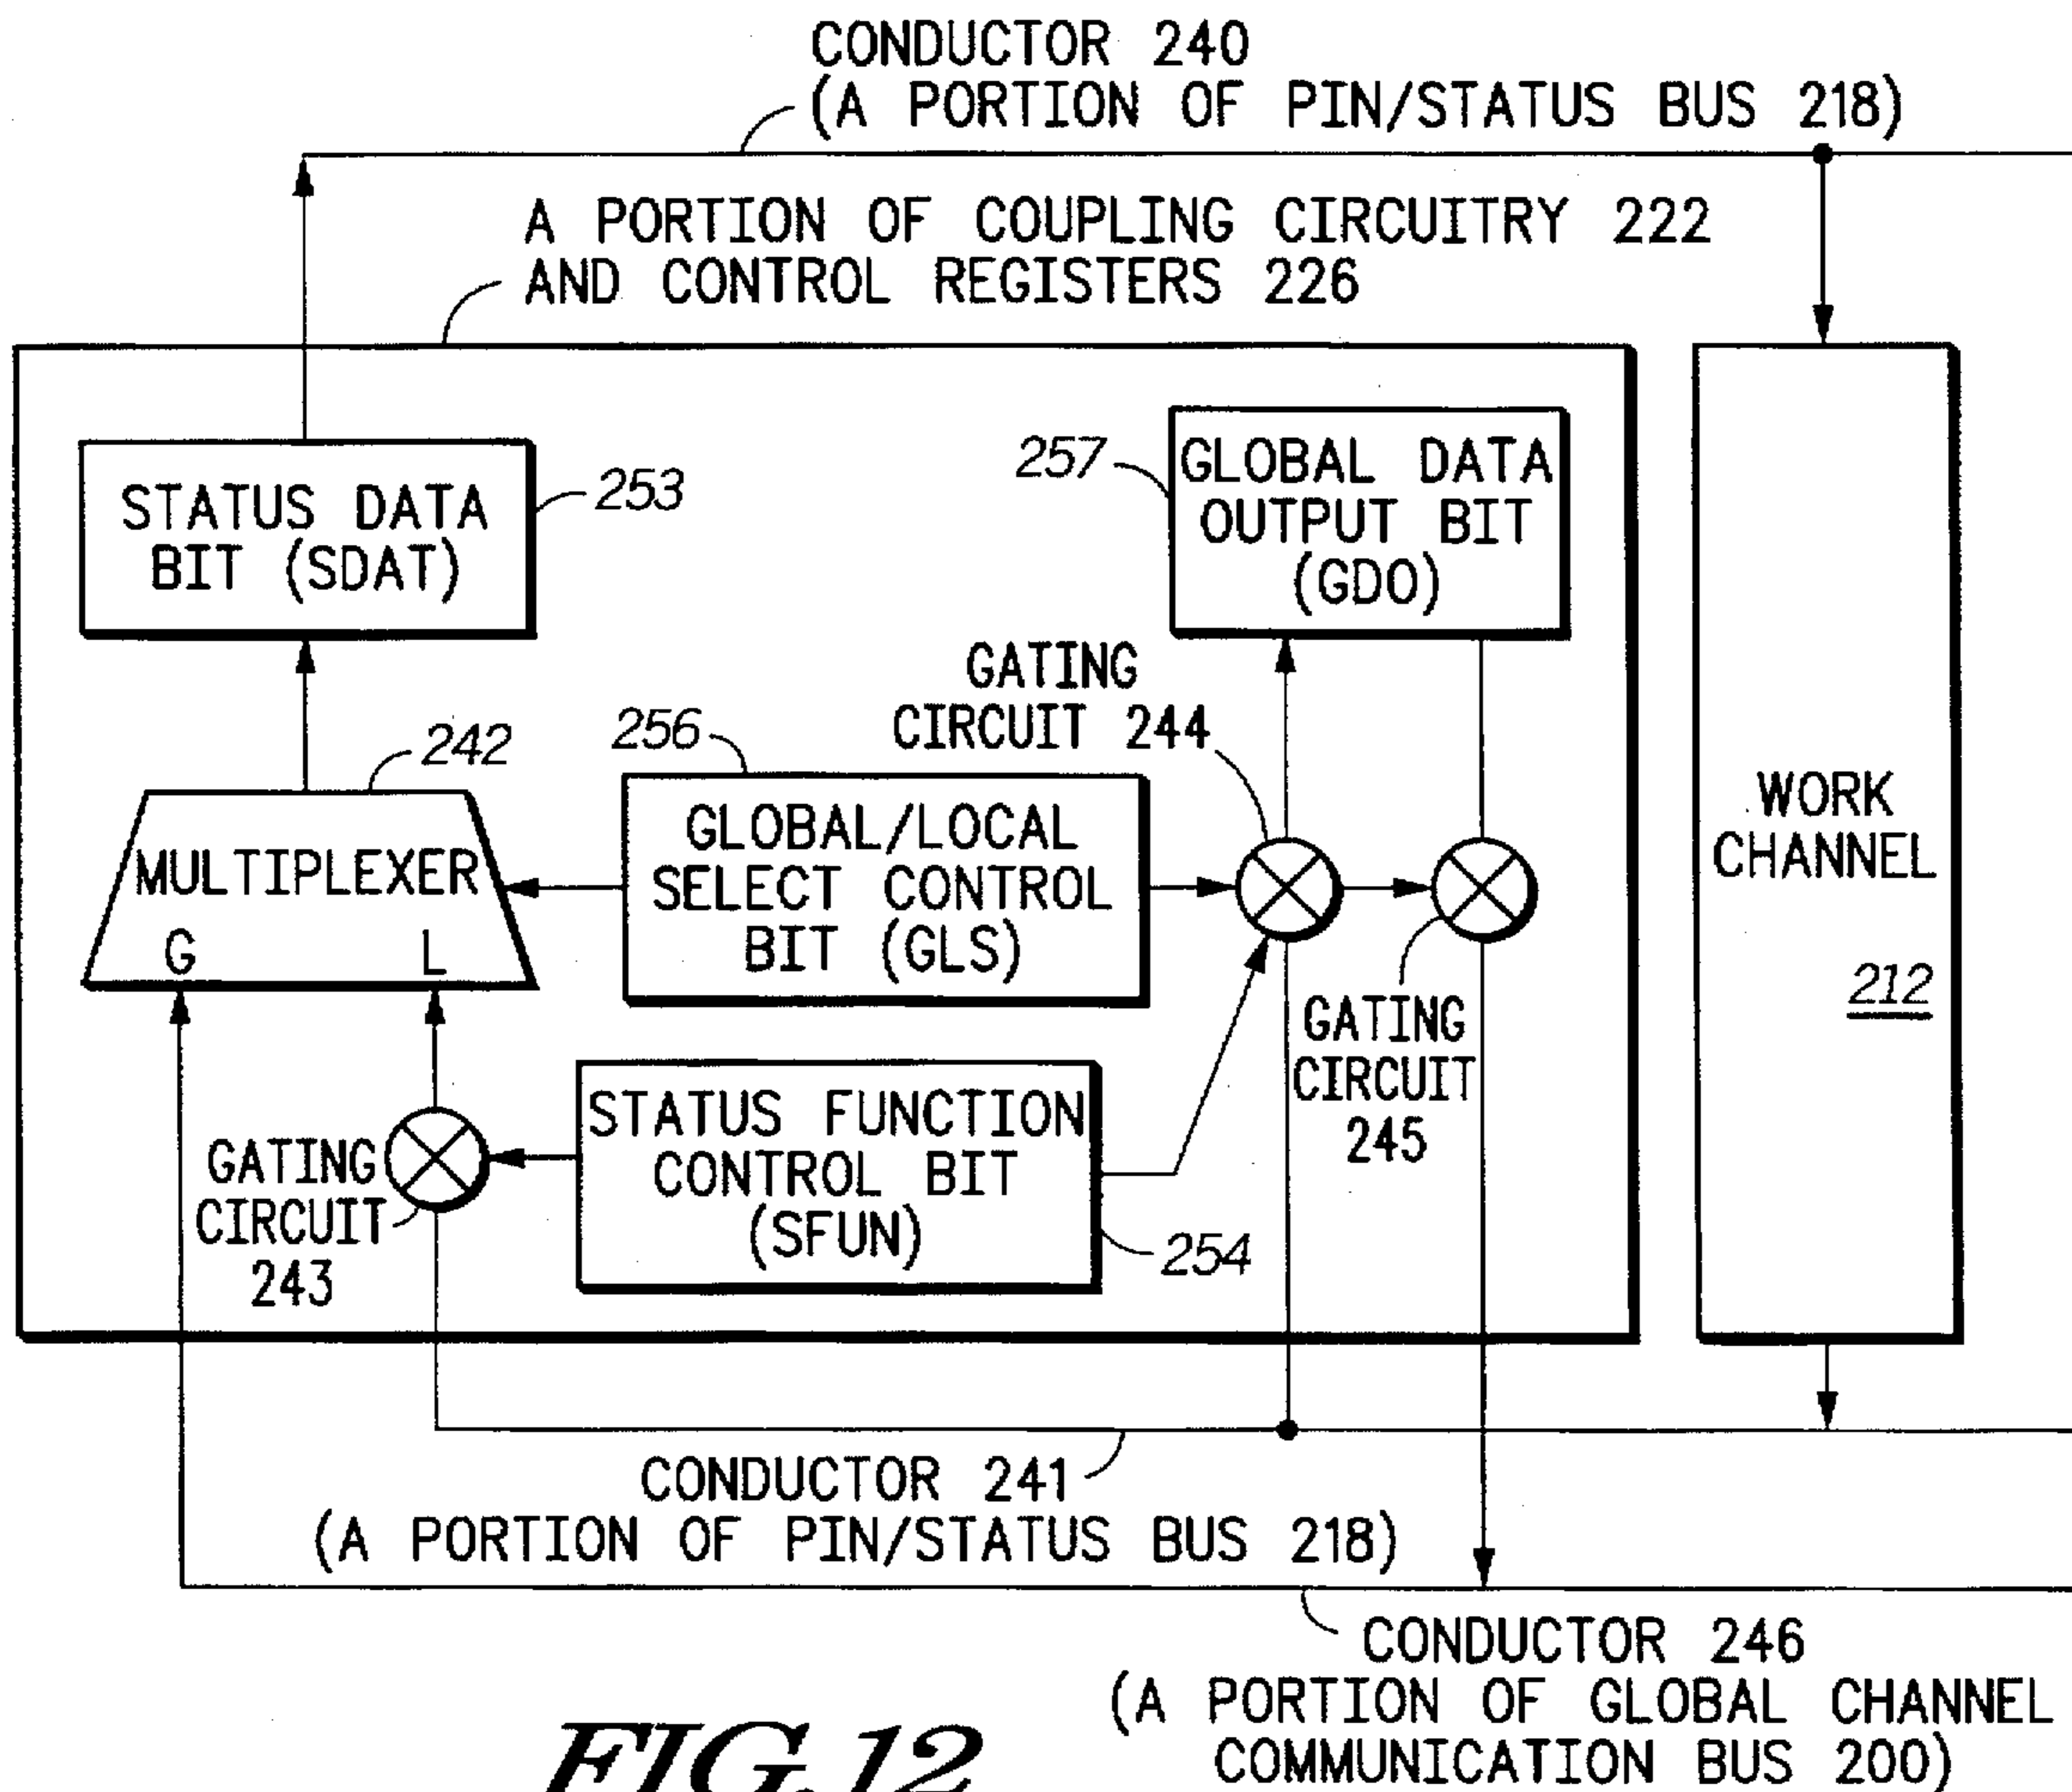 CONDUCTOR 240
(A PORTION OF PIN/STATUS BUS 218)
A PORTION OF COUPLING CIRCUITRY 222
AND CONTROL REGISTERS 226
STATUS DATA
BIT (SDAT)
253
257
GLOBAL DATA
OUTPUT BIT
(GDO)
GATING
CIRCUIT 244
242
MULTIPLEXER
G L
256
GLOBAL/LOCAL
SELECT CONTROL
BIT (GLS)
WORK
CHANNEL
212
GATING
CIRCUIT
245
GATING
CIRCUIT
243
STATUS FUNCTION
CONTROL BIT
(SFUN)
254
CONDUCTOR 241
(A PORTION OF PIN/STATUS BUS 218)
CONDUCTOR 246
(A PORTION OF GLOBAL CHANNEL
COMMUNICATION BUS 200)
FIG.12